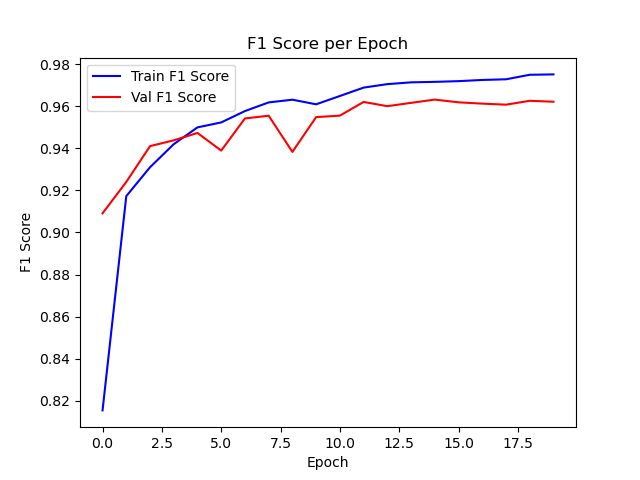 F1 Score per Epoch
Train F1 Score
Val F1 Score
F1 Score
0.98
0.96
0.94
0.92
0.90
0.88
0.86
0.84
0.82
0.0 2.5 5.0 7.5 10.0 12.5 15.0 17.5
Epoch